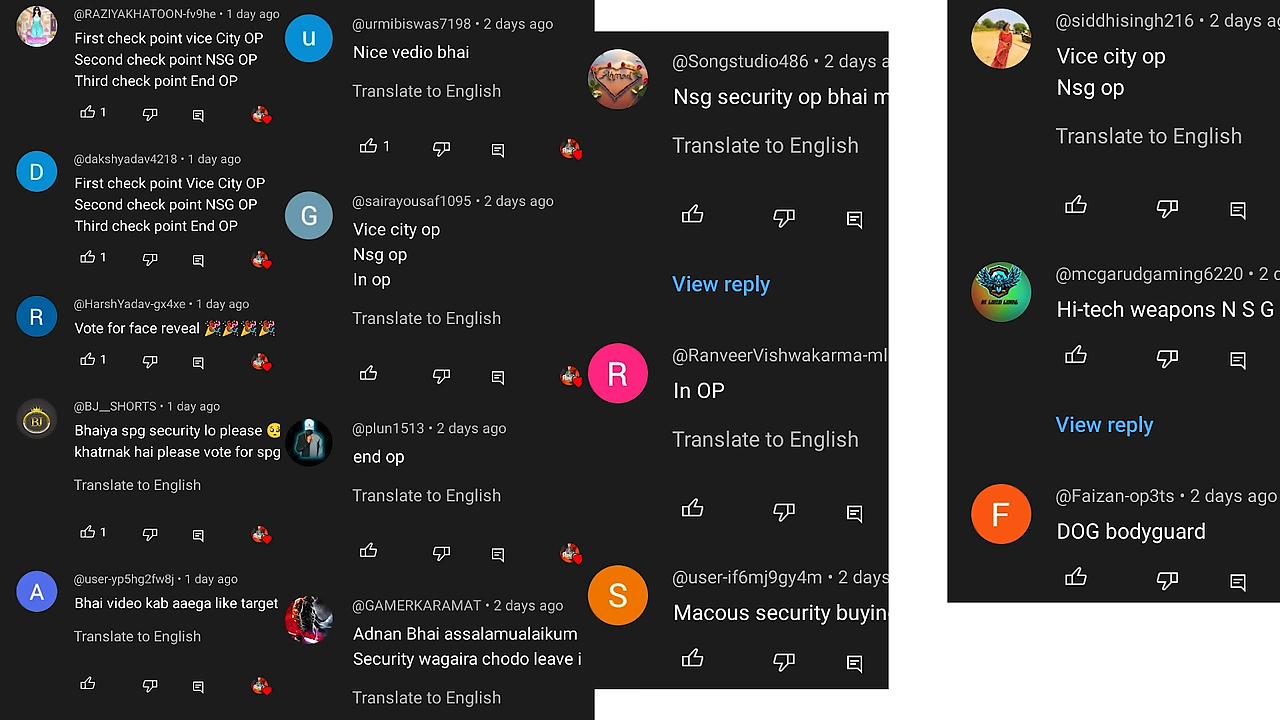 @RAZIYAKHATOON-fv9he • 1 day ago
First check point vice City OP
Second check point NSG OP
Third check point End OP
1
D
@dakshyadav4218 • 1 day ago
First check point Vice City OP
Second check point NSG OP
Third check point End OP
1
R
@HarshYadav-gx4xe • 1 day ago
Vote for face reveal 🎉🎉🎉🎉
1
BJ
@BJ__SHORTS • 1 day ago
Bhaiya spg security lo please 🥺
khatrnak hai please vote for spg
Translate to English
1
A
@user-yp5hg2fw8j • 1 day ago
Bhai video kab aaega like target
Translate to English
u
@urmibiswas7198 • 2 days ago
Nice vedio bhai
Translate to English
1
G
@sairayousaf1095 • 2 days ago
Vice city op
Nsg op
In op
Translate to English
@plun1513 • 2 days ago
end op
Translate to English
@GAMERKARAMAT • 2 days ago
Adnan Bhai assalamualaikum
Security wagaira chodo leave i
Translate to English
Ahmad
@Songstudio486 • 2 days a
Nsg security op bhai m
Translate to English
View reply
R
@RanveerVishwakarma-ml
In OP
Translate to English
S
@user-if6mj9gy4m • 2 days
Macous security buyin
@siddhisingh216 • 2 days ag
Vice city op
Nsg op
Translate to English
@mcgarudgaming6220 • 2 d
Hi-tech weapons N S G
View reply
F
@Faizan-op3ts • 2 days ago
DOG bodyguard